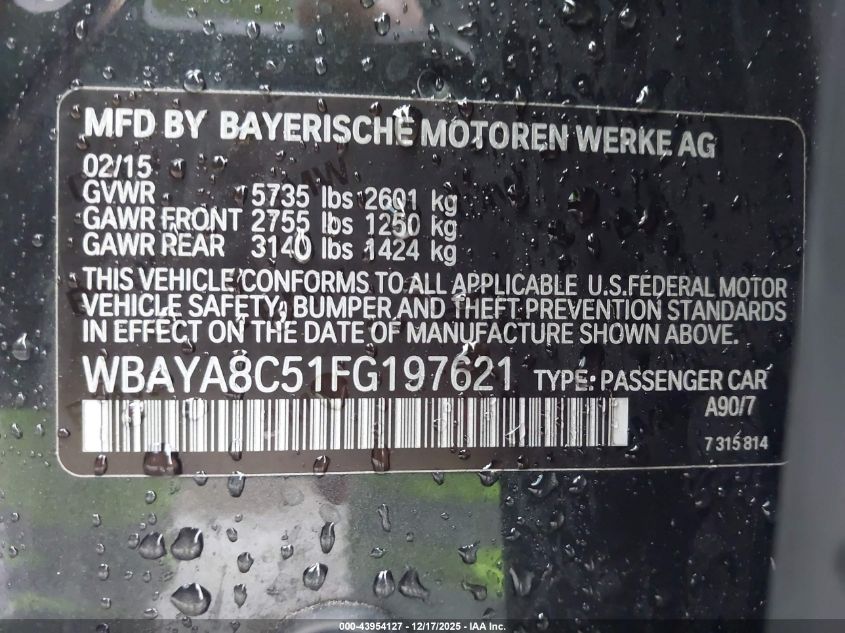 MFD BY BAYERISCHE MOTOREN WERKE AG
02/15
GVWR 5735 lbs 2601 kg
GAWR FRONT 2755 lbs 1250 kg
GAWR REAR 3140 lbs 1424 kg
THIS VEHICLE CONFORMS TO ALL APPLICABLE U.S.FEDERAL MOTOR
VEHICLE SAFETY, BUMPER AND THEFT PREVENTION STANDARDS
IN EFFECT ON THE DATE OF MANUFACTURE SHOWN ABOVE.
WBAYA8C51FG197621 TYPE: PASSENGER CAR
A90/7
7 315 814
000-43954127 - 12/17/2025 - IAA Inc.